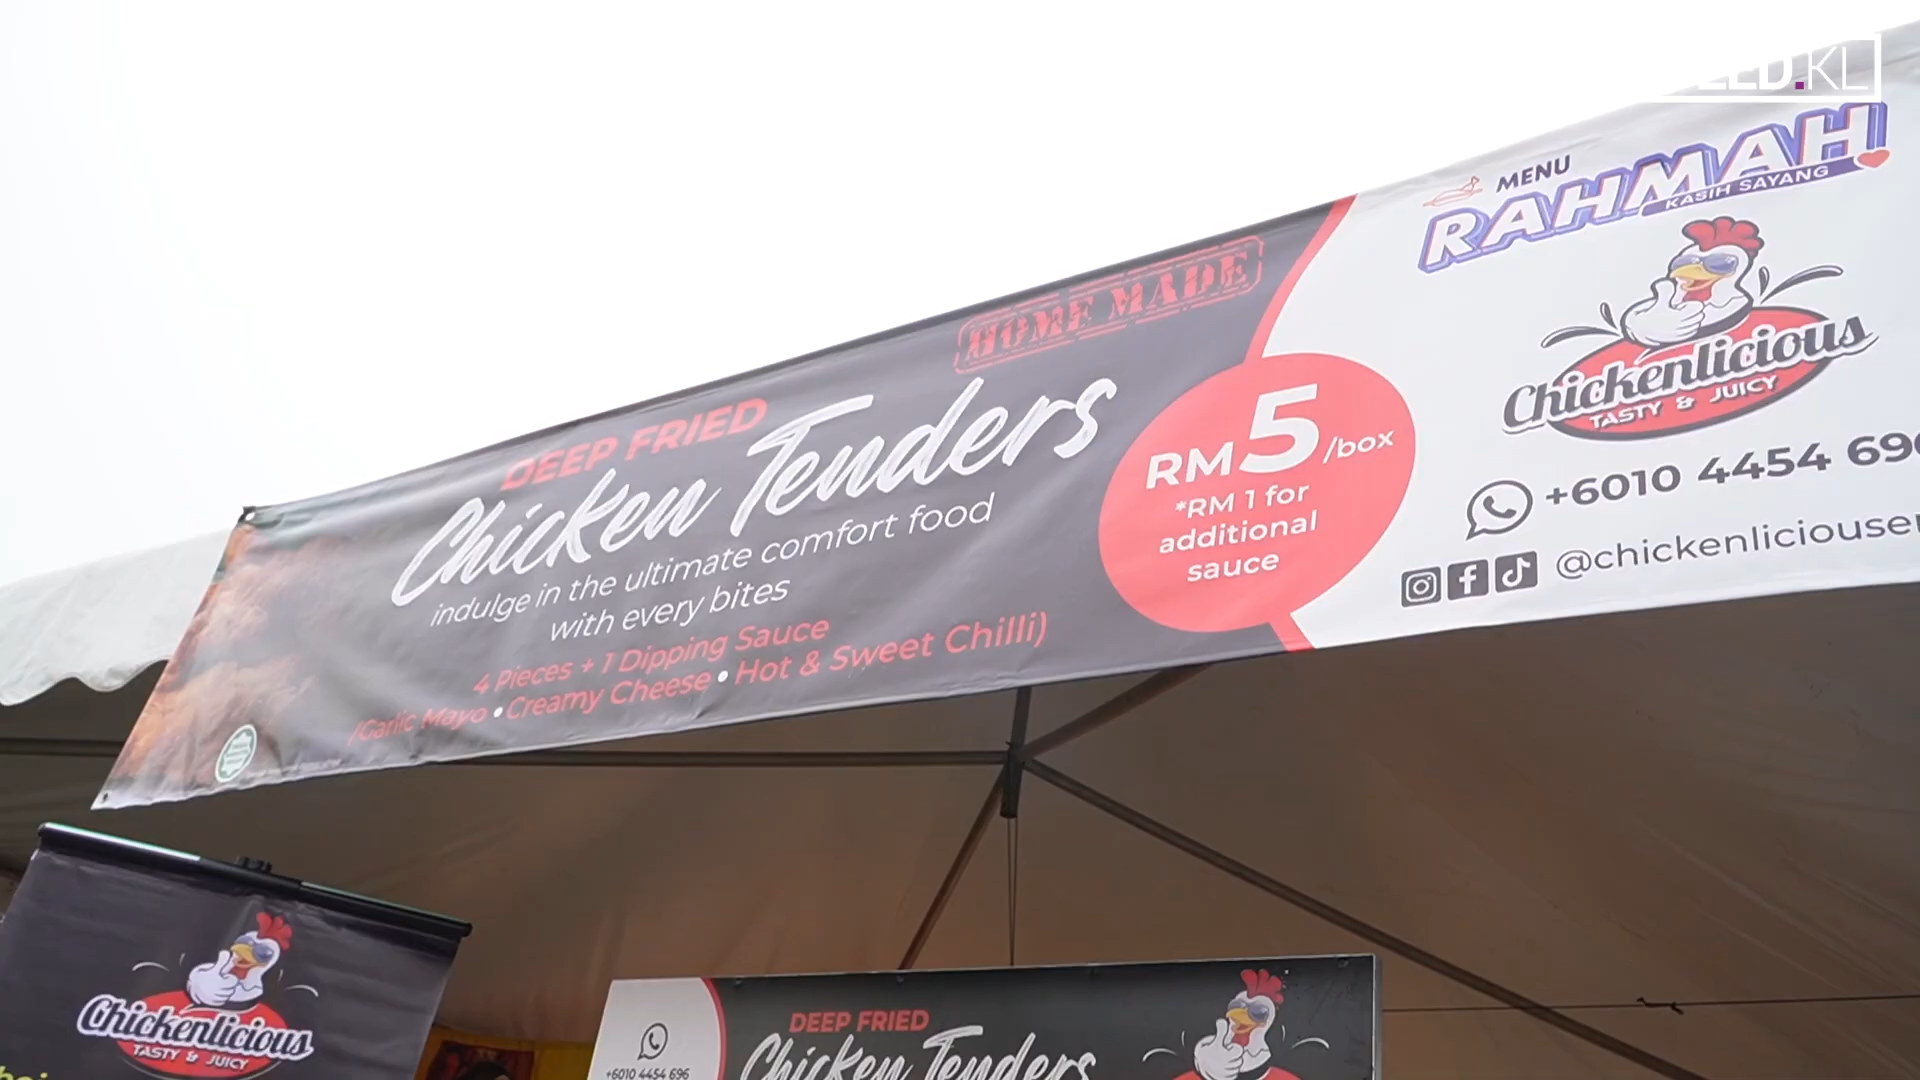 .KL
MENU
RAHMAH
KASIH SAYANG
HOME MADE
DEEP FRIED
Chicken Tenders
indulge in the ultimate comfort food
with every bites
4 Pieces + 1 Dipping Sauce
(Garlic Mayo • Creamy Cheese • Hot & Sweet Chilli)
RM5/box
*RM 1 for
additional
sauce
Chickenlicious
TASTY & JUICY
+6010 4454 69
@chickenliciouse
Chickenlicious
TASTY & JUICY
DEEP FRIED
Chicken Tenders
+6010 4454 696